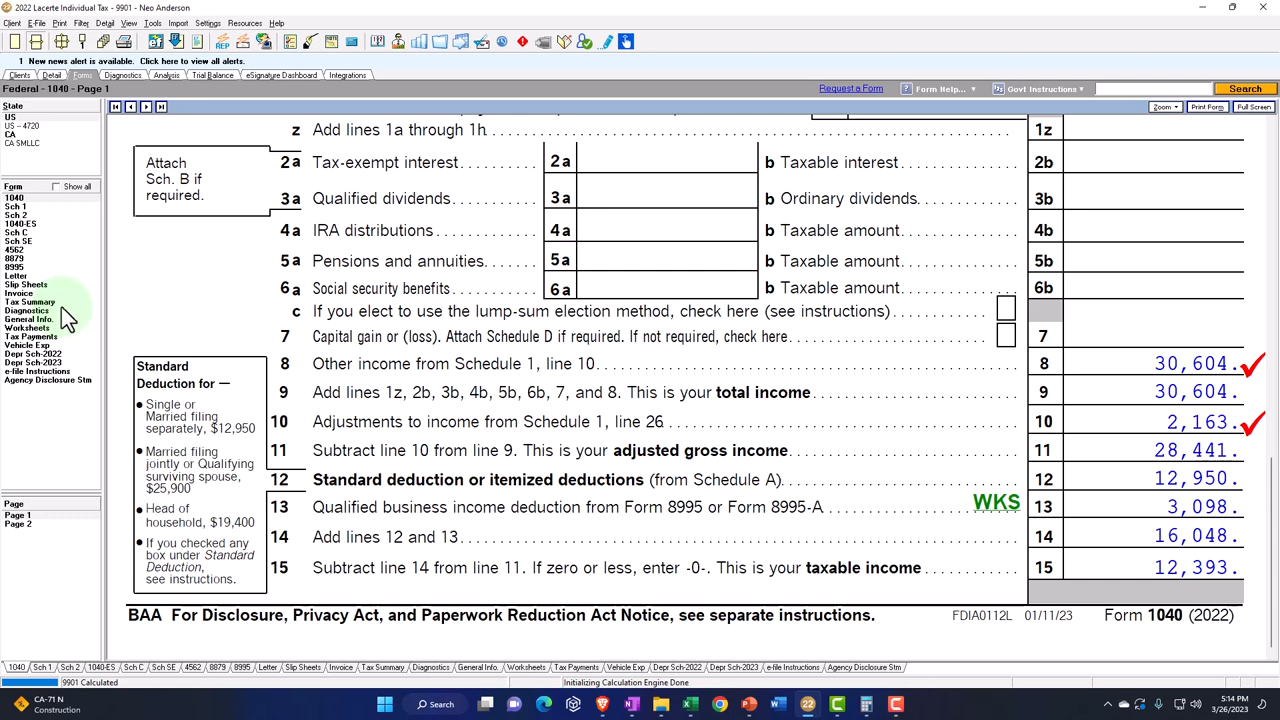 2022 Lacerte Individual Tax - 9901 - Neo Anderson
Client E-File Print Filter Detail View Tools Import Settings Resources Help
REP
1 New news alert is available. Click here to view all alerts.
Clients Detail Forms Diagnostics Analysis Trial Balance eSignature Dashboard Integrations
Federal - 1040 - Page 1 Request a Form Form Help... Govt Instructions Search
Zoom... Print Form Full Screen
State
US
US - 4720
CA
CA SMLLC
Form Show all
1040
Sch 1
Sch 2
1040-ES
Sch C
Sch SE
4562
8879
8995
Letter
Slip Sheets
Invoice
Tax Summary
Diagnostics
General Info.
Worksheets
Tax Payments
Vehicle Exp
Depr Sch-2022
Depr Sch-2023
e-file Instructions
Agency Disclosure Stm
Page
Page 1
Page 2
z Add lines 1a through 1h 1z
Attach
Sch. B if
required.
2a Tax-exempt interest 2a b Taxable interest 2b
3a Qualified dividends 3a b Ordinary dividends 3b
4a IRA distributions 4a b Taxable amount 4b
5a Pensions and annuities 5a b Taxable amount 5b
6a Social security benefits 6a b Taxable amount 6b
c If you elect to use the lump-sum election method, check here (see instructions)
7 Capital gain or (loss). Attach Schedule D if required. If not required, check here 7
8 Other income from Schedule 1, line 10 8 30,604.
9 Add lines 1z, 2b, 3b, 4b, 5b, 6b, 7, and 8. This is your total income 9 30,604.
10 Adjustments to income from Schedule 1, line 26 10 2,163.
11 Subtract line 10 from line 9. This is your adjusted gross income 11 28,441.
12 Standard deduction or itemized deductions (from Schedule A) 12 12,950.
13 Qualified business income deduction from Form 8995 or Form 8995-A WKS 13 3,098.
14 Add lines 12 and 13 14 16,048.
15 Subtract line 14 from line 11. If zero or less, enter -0-. This is your taxable income 15 12,393.
Standard
Deduction for —
• Single or
Married filing
separately, $12,950
• Married filing
jointly or Qualifying
surviving spouse,
$25,900
• Head of
household, $19,400
• If you checked any
box under Standard
Deduction,
see instructions.
BAA For Disclosure, Privacy Act, and Paperwork Reduction Act Notice, see separate instructions. FDIA0112L 01/11/23 Form 1040 (2022)
1040 Sch 1 Sch 2 1040-ES Sch C Sch SE 4562 8879 8995 Letter Slip Sheets Invoice Tax Summary Diagnostics General Info. Worksheets Tax Payments Vehicle Exp Depr Sch-2022 Depr Sch-2023 e-file Instructions Agency Disclosure Stm
9901 Calculated Initializing Calculation Engine Done
CA-71 N
Construction
Search
22
5:14 PM
3/26/2023